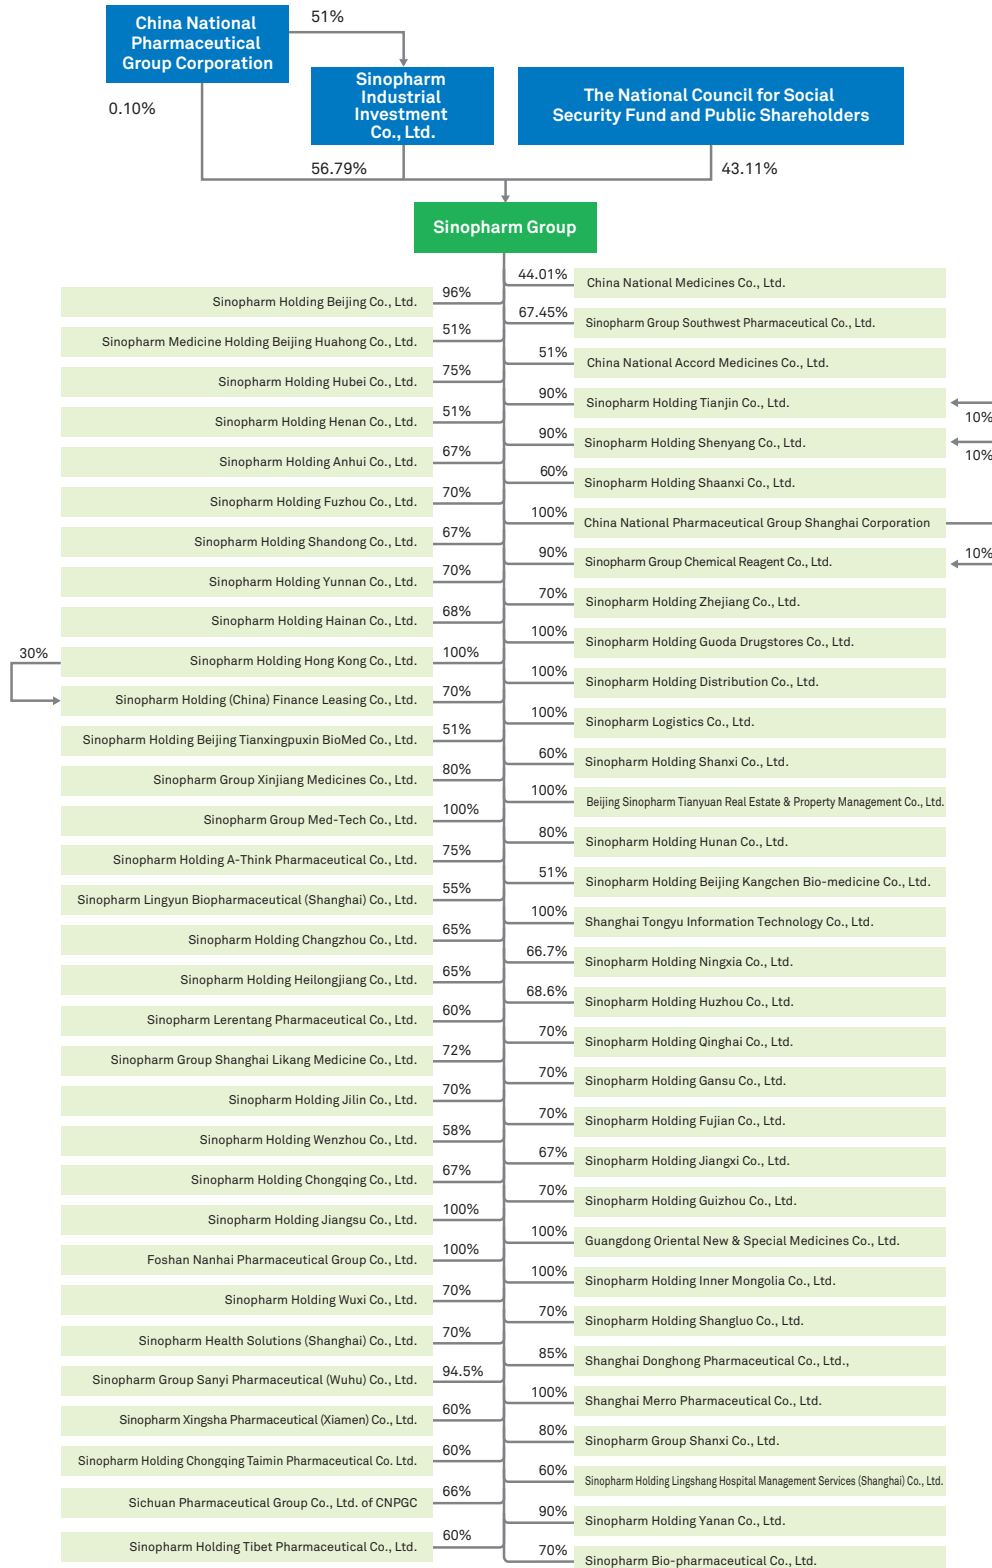 China National
Pharmaceutical
Group Corporation
51%
Sinopharm
Industrial
Investment
Co., Ltd.
The National Council for Social
Security Fund and Public Shareholders
0.10%
56.79%
43.11%
Sinopharm Group
96%
Sinopharm Holding Beijing Co., Ltd.
51%
Sinopharm Medicine Holding Beijing Huahong Co., Ltd.
75%
Sinopharm Holding Hubei Co., Ltd.
51%
Sinopharm Holding Henan Co., Ltd.
67%
Sinopharm Holding Anhui Co., Ltd.
70%
Sinopharm Holding Fuzhou Co., Ltd.
67%
Sinopharm Holding Shandong Co., Ltd.
70%
Sinopharm Holding Yunnan Co., Ltd.
68%
Sinopharm Holding Hainan Co., Ltd.
30%
100%
Sinopharm Holding Hong Kong Co., Ltd.
70%
Sinopharm Holding (China) Finance Leasing Co., Ltd.
51%
Sinopharm Holding Beijing Tianxingpuxin BioMed Co., Ltd.
80%
Sinopharm Group Xinjiang Medicines Co., Ltd.
100%
Sinopharm Group Med-Tech Co., Ltd.
75%
Sinopharm Holding A-Think Pharmaceutical Co., Ltd.
55%
Sinopharm Lingyun Biopharmaceutical (Shanghai) Co., Ltd.
65%
Sinopharm Holding Changzhou Co., Ltd.
65%
Sinopharm Holding Heilongjiang Co., Ltd.
60%
Sinopharm Lerentang Pharmaceutical Co., Ltd.
72%
Sinopharm Group Shanghai Likang Medicine Co., Ltd.
70%
Sinopharm Holding Jilin Co., Ltd.
58%
Sinopharm Holding Wenzhou Co., Ltd.
67%
Sinopharm Holding Chongqing Co., Ltd.
100%
Sinopharm Holding Jiangsu Co., Ltd.
100%
Foshan Nanhai Pharmaceutical Group Co., Ltd.
70%
Sinopharm Holding Wuxi Co., Ltd.
70%
Sinopharm Health Solutions (Shanghai) Co., Ltd.
94.5%
Sinopharm Group Sanyi Pharmaceutical (Wuhu) Co., Ltd.
60%
Sinopharm Xingsha Pharmaceutical (Xiamen) Co., Ltd.
60%
Sinopharm Holding Chongqing Taimin Pharmaceutical Co. Ltd.
66%
Sichuan Pharmaceutical Group Co., Ltd. of CNPGC
60%
Sinopharm Holding Tibet Pharmaceutical Co., Ltd.
44.01%
China National Medicines Co., Ltd.
67.45%
Sinopharm Group Southwest Pharmaceutical Co., Ltd.
51%
China National Accord Medicines Co., Ltd.
90%
Sinopharm Holding Tianjin Co., Ltd.
10%
90%
Sinopharm Holding Shenyang Co., Ltd.
10%
60%
Sinopharm Holding Shaanxi Co., Ltd.
100%
China National Pharmaceutical Group Shanghai Corporation
90%
Sinopharm Group Chemical Reagent Co., Ltd.
10%
70%
Sinopharm Holding Zhejiang Co., Ltd.
100%
Sinopharm Holding Guoda Drugstores Co., Ltd.
100%
Sinopharm Holding Distribution Co., Ltd.
100%
Sinopharm Logistics Co., Ltd.
60%
Sinopharm Holding Shanxi Co., Ltd.
100%
Beijing Sinopharm Tianyuan Real Estate & Property Management Co., Ltd.
80%
Sinopharm Holding Hunan Co., Ltd.
51%
Sinopharm Holding Beijing Kangchen Bio-medicine Co., Ltd.
100%
Shanghai Tongyu Information Technology Co., Ltd.
66.7%
Sinopharm Holding Ningxia Co., Ltd.
68.6%
Sinopharm Holding Huzhou Co., Ltd.
70%
Sinopharm Holding Qinghai Co., Ltd.
70%
Sinopharm Holding Gansu Co., Ltd.
70%
Sinopharm Holding Fujian Co., Ltd.
67%
Sinopharm Holding Jiangxi Co., Ltd.
70%
Sinopharm Holding Guizhou Co., Ltd.
100%
Guangdong Oriental New & Special Medicines Co., Ltd.
100%
Sinopharm Holding Inner Mongolia Co., Ltd.
70%
Sinopharm Holding Shangluo Co., Ltd.
85%
Shanghai Donghong Pharmaceutical Co., Ltd.,
100%
Shanghai Merro Pharmaceutical Co., Ltd.
80%
Sinopharm Group Shanxi Co., Ltd.
60%
Sinopharm Holding Lingshang Hospital Management Services (Shanghai) Co., Ltd.
90%
Sinopharm Holding Yanan Co., Ltd.
70%
Sinopharm Bio-pharmaceutical Co., Ltd.